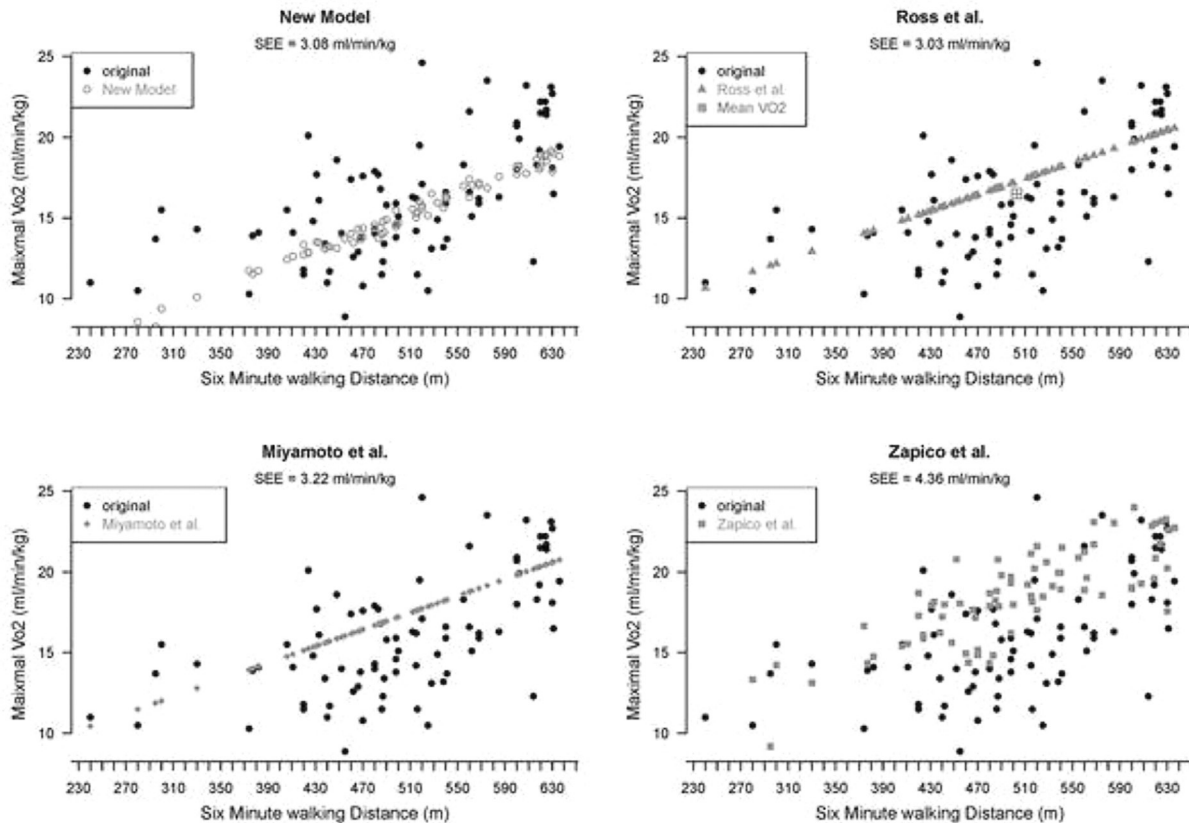 New Model
SEE = 3.08 ml/min/kg
original
New Model
25
20
15
10
Maixmal Vo2 (ml/min/kg)
230 270 310 350 390 430 470 510 550 590 630
Six Minute walking Distance (m)
Ross et al.
SEE = 3.03 ml/min/kg
original
Ross et al.
Mean VO2
25
20
15
10
Maixmal Vo2 (ml/min/kg)
230 270 310 350 390 430 470 510 550 590 630
Six Minute walking Distance (m)
Miyamoto et al.
SEE = 3.22 ml/min/kg
original
Miyamoto et al.
25
20
15
10
Maixmal Vo2 (ml/min/kg)
230 270 310 350 390 430 470 510 550 590 630
Six Minute walking Distance (m)
Zapico et al.
SEE = 4.36 ml/min/kg
original
Zapico et al.
25
20
15
10
Maximal Vo2 (ml/min/kg)
230 270 310 350 390 430 470 510 550 590 630
Six Minute walking Distance (m)